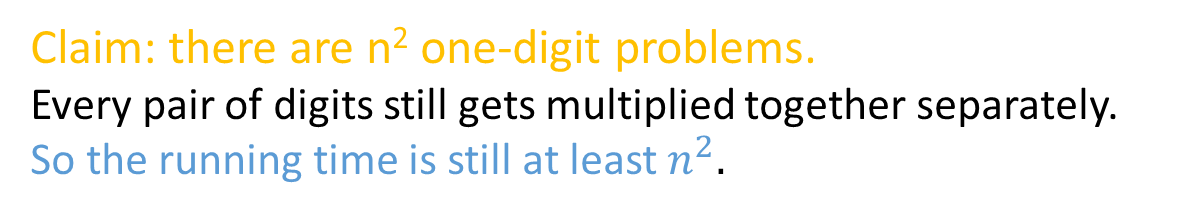 Claim: there are n² one-digit problems.
Every pair of digits still gets multiplied together separately.
So the running time is still at least n².